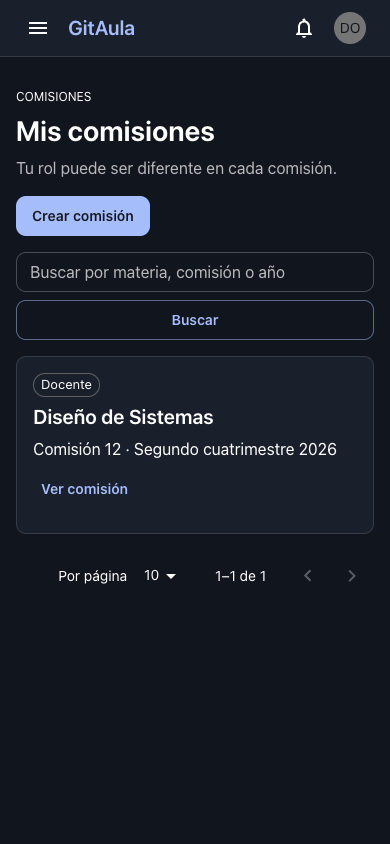 GitAula
DO
COMISIONES
Mis comisiones
Tu rol puede ser diferente en cada comisión.
Crear comisión
Buscar por materia, comisión o año
Buscar
Docente
Diseño de Sistemas
Comisión 12 · Segundo cuatrimestre 2026
Ver comisión
Por página 10 1–1 de 1